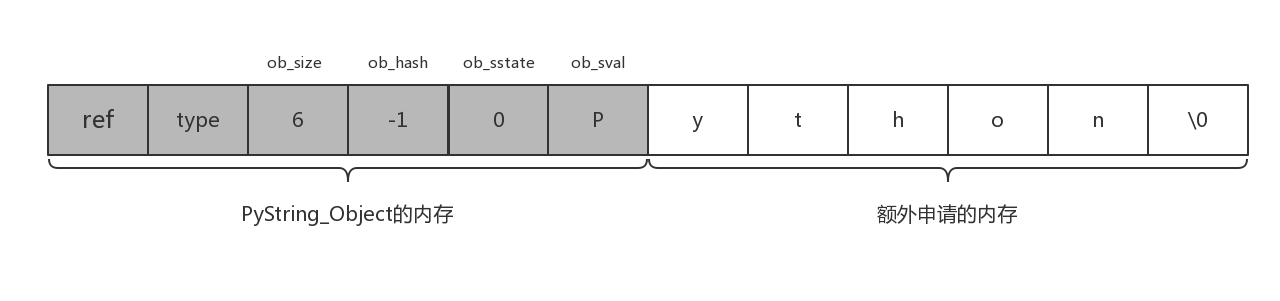 ob_size ob_hash ob_sstate ob_sval
ref type 6 -1 0 P y t h o n \0
PyString_Object的内存 额外申请的内存